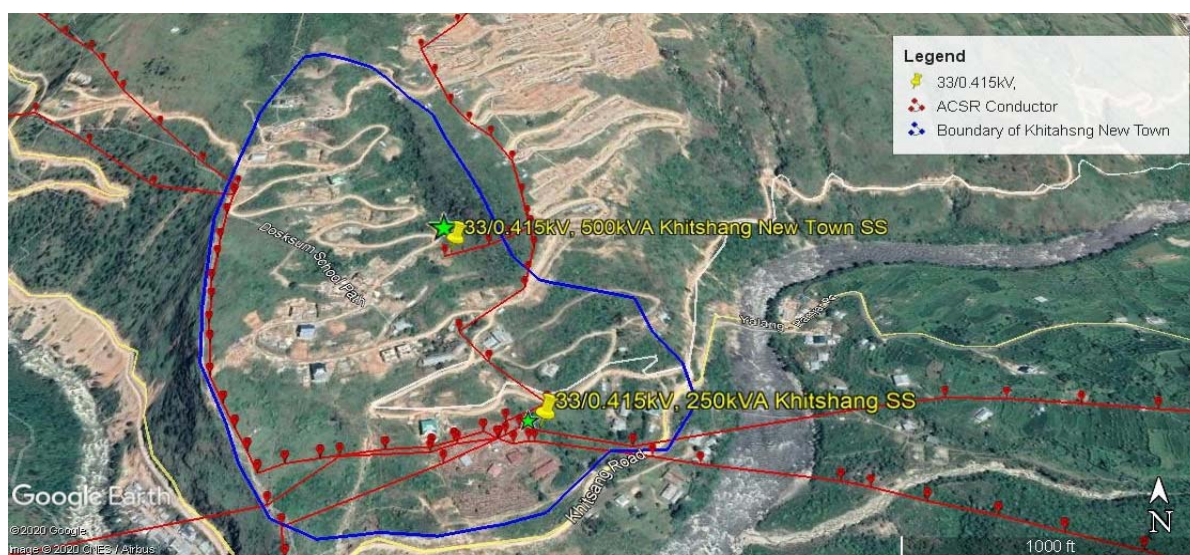 Legend
33/0.415kV,
ACSR Conductor
Boundary of Khitahsng New Town
33/0.415kV, 500kVA Khitshang New Town SS
Dosksum School Path
Yalang
33/0.415kV, 250kVA Khitshang SS
Khitsang Road
Google Earth
©2020 Google
Image © 2020 CNES / Airbus
N
1000 ft